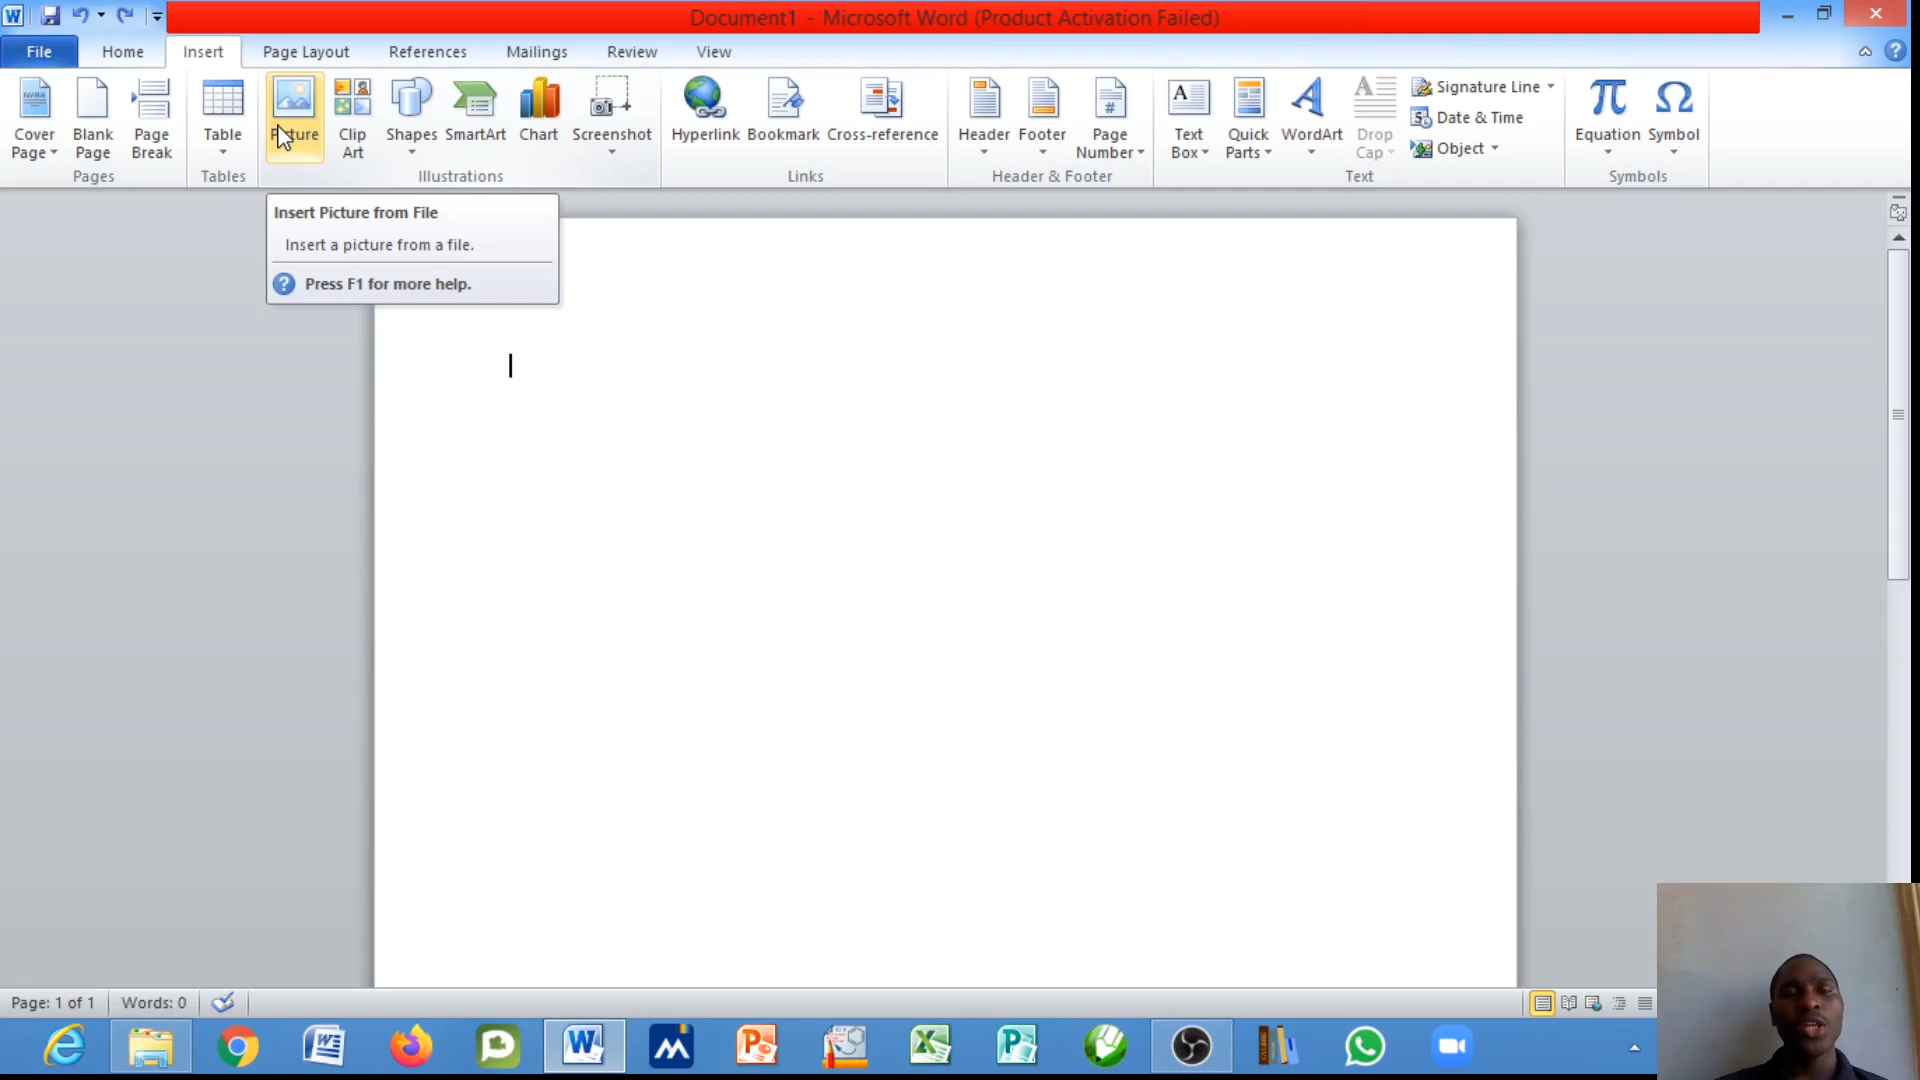 Document1 - Microsoft Word (Product Activation Failed)
File Home Insert Page Layout References Mailings Review View
Cover Page
Blank Page
Page Break
Pages
Table
Tables
Picture
Clip Art
Shapes
SmartArt
Chart
Screenshot
Illustrations
Hyperlink
Bookmark
Cross-reference
Links
Header
Footer
Page Number
Header & Footer
Text Box
Quick Parts
WordArt
Drop Cap
Signature Line
Date & Time
Object
Text
Equation
Symbol
Symbols
Insert Picture from File
Insert a picture from a file.
Press F1 for more help.
Page: 1 of 1 Words: 0